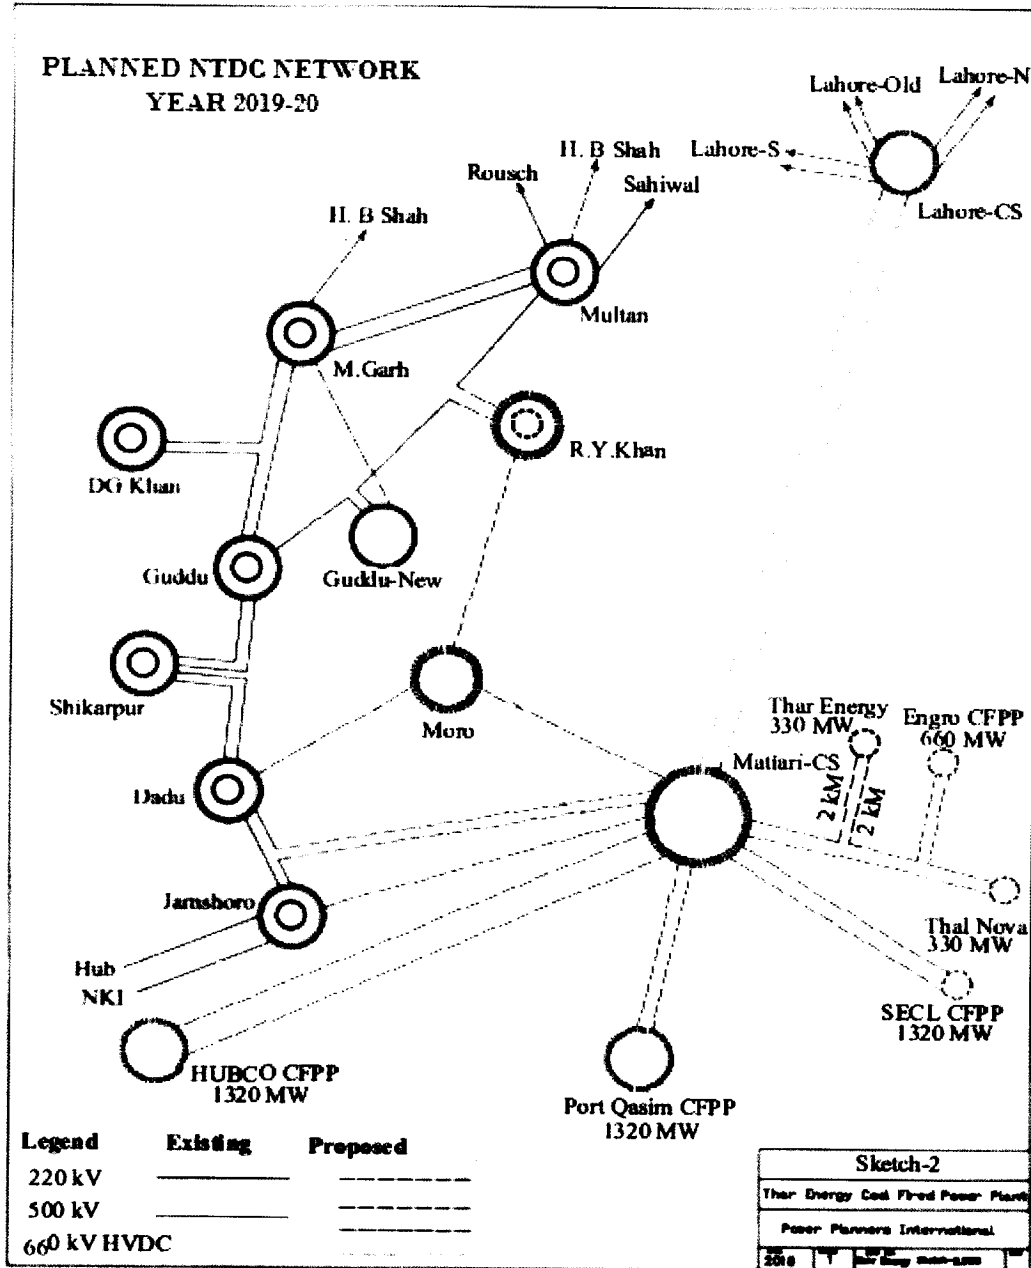 PLANNED NTDC NETWORK
YEAR 2019-20
Lahore-Old
Lahore-N
Lahore-S
Lahore-CS
H. B Shah
Rousch
Sahiwal
H. B Shah
Multan
M.Garh
R.Y.Khan
DG Khan
Guddu
Guddu-New
Shikarpur
Moro
Thar Energy
330 MW
Engro CFPP
660 MW
Matiari-CS
2 kM
2 kM
Dadu
Jamshoro
Thal Nova
330 MW
Hub
NKI
SECL CFPP
1320 MW
HUBCO CFPP
1320 MW
Port Qasim CFPP
1320 MW
Legend Existing Proposed
220 kV
500 kV
660 kV HVDC
Sketch-2
Thar Energy Coal Fired Power Plant
Power Planners International
2018 1